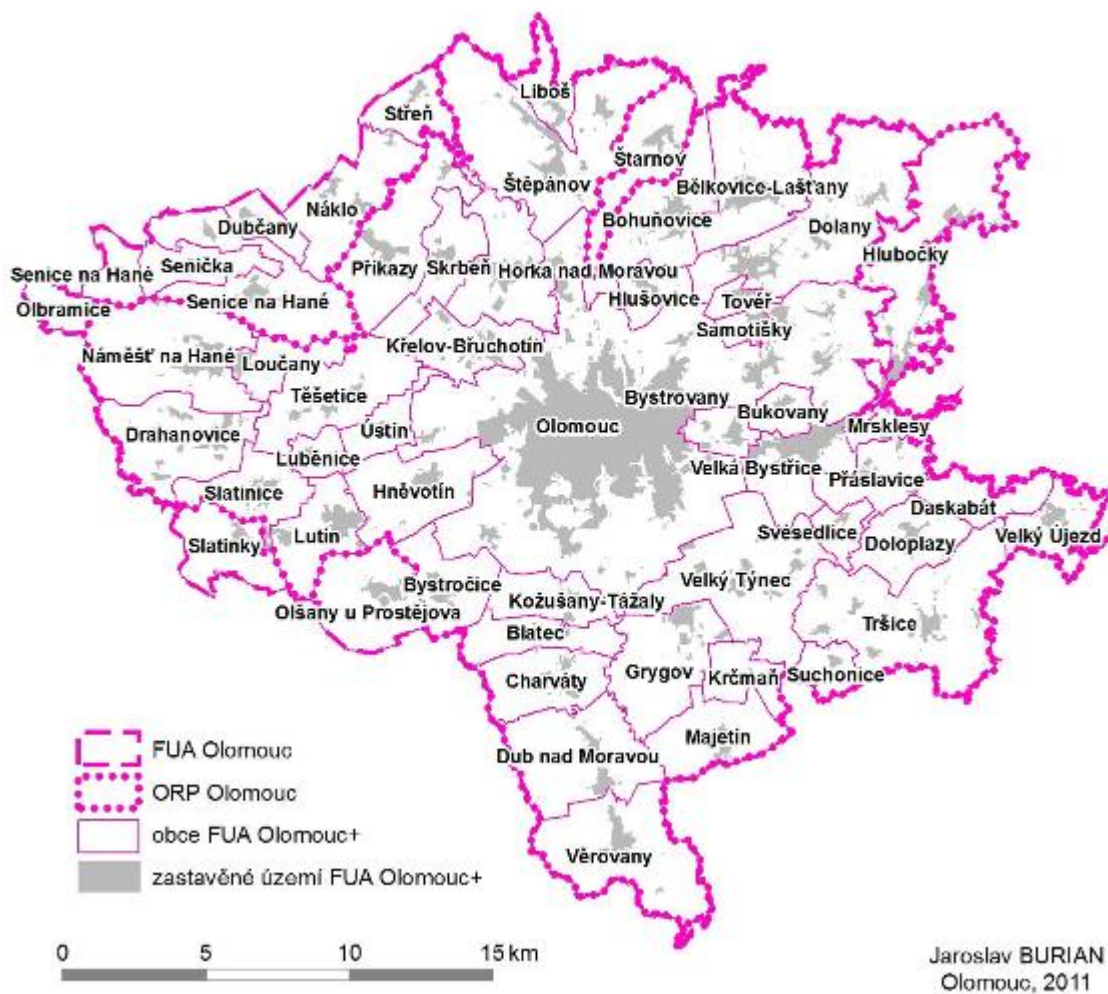 Liboš
Střeň
Štarnov
Štěpánov
Bělkovice-Lašťany
Náklo
Bohuňovice
Dubčany
Dolany
Hlubočky
Senička
Příkazy
Skrbeň
Horka nad Moravou
Senice na Hané
Hlušovice
Senice na Hané
Tovéř
Olbramice
Samotišky
Křelov-Břuchotín
Náměšť na Hané
Loučany
Těšetice
Bystrovany
Bukovany
Olomouc
Mrsklesy
Drahanovice
Ústín
Luběnice
Velká Bystřice
Přáslavice
Slatinice
Hněvotín
Daskabát
Svésedlice
Velký Újezd
Slatinky
Lutín
Doloplazy
Bystročice
Velký Týnec
Olšany u Prostějova
Kožušany-Tážaly
Tršice
Blatec
Grygov
Krčmaň
Suchonice
Charváty
Majetín
Dub nad Moravou
Věrovany
FUA Olomouc
ORP Olomouc
obce FUA Olomouc+
zastavěné území FUA Olomouc+
0 5 10 15 km
Jaroslav BURIAN
Olomouc, 2011